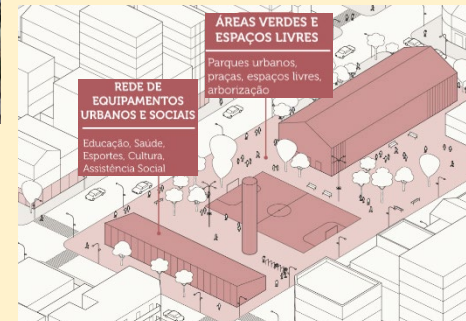 ÁREAS VERDES E
ESPAÇOS LIVRES
Parques urbanos,
praças, espaços livres,
arborização
REDE DE
EQUIPAMENTOS
URBANOS E SOCIAIS
Educação, Saúde,
Esportes, Cultura,
Assistência Social